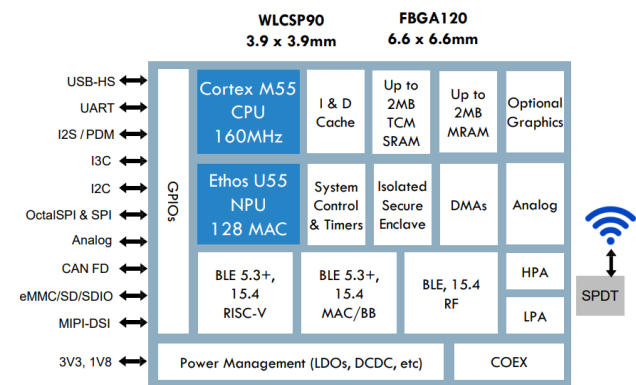 WLCSP90
3.9 x 3.9mm
FBGA120
6.6 x 6.6mm
USB-HS
UART
I2S / PDM
I3C
I2C
OctalSPI & SPI
Analog
CAN FD
eMMC/SD/SDIO
MIPI-DSI
3V3, 1V8
GPIOs
Cortex M55
CPU
160MHz
I & D
Cache
Up to
2MB
TCM
SRAM
Up to
2MB
MRAM
Optional
Graphics
Ethos U55
NPU
128 MAC
System
Control
& Timers
Isolated
Secure
Enclave
DMAs
Analog
BLE 5.3+,
15.4
RISC-V
BLE 5.3+,
15.4
MAC/BB
BLE, 15.4
RF
HPA
LPA
SPDT
Power Management (LDOs, DCDC, etc)
COEX